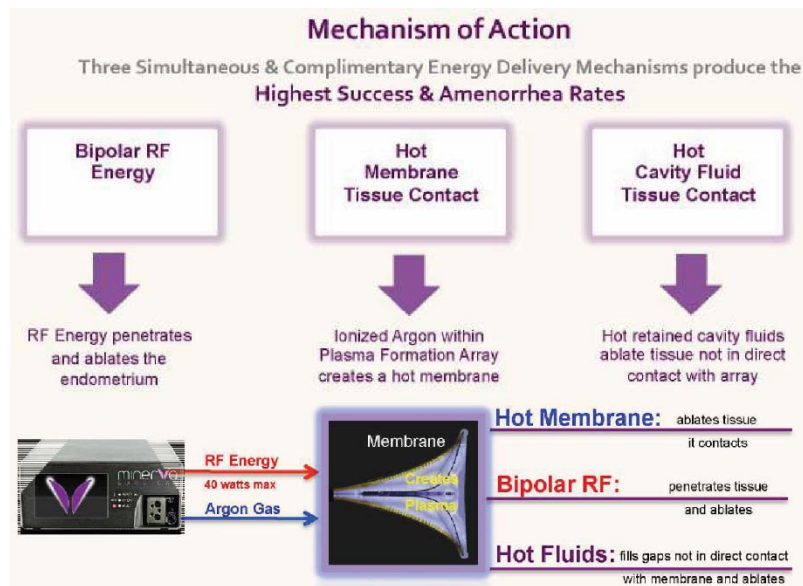 Mechanism of Action
Three Simultaneous & Complimentary Energy Delivery Mechanisms produce the
Highest Success & Amenorrhea Rates
Bipolar RF
Energy
Hot
Membrane
Tissue Contact
Hot
Cavity Fluid
Tissue Contact
RF Energy penetrates
and ablates the
endometrium
Ionized Argon within
Plasma Formation Array
creates a hot membrane
Hot retained cavity fluids
ablate tissue not in direct
contact with array
minerva
RF Energy
40 watts max
Argon Gas
Membrane
Creates
Plasma
Hot Membrane: ablates tissue
it contacts
Bipolar RF: penetrates tissue
and ablates
Hot Fluids: fills gaps not in direct contact
with membrane and ablates